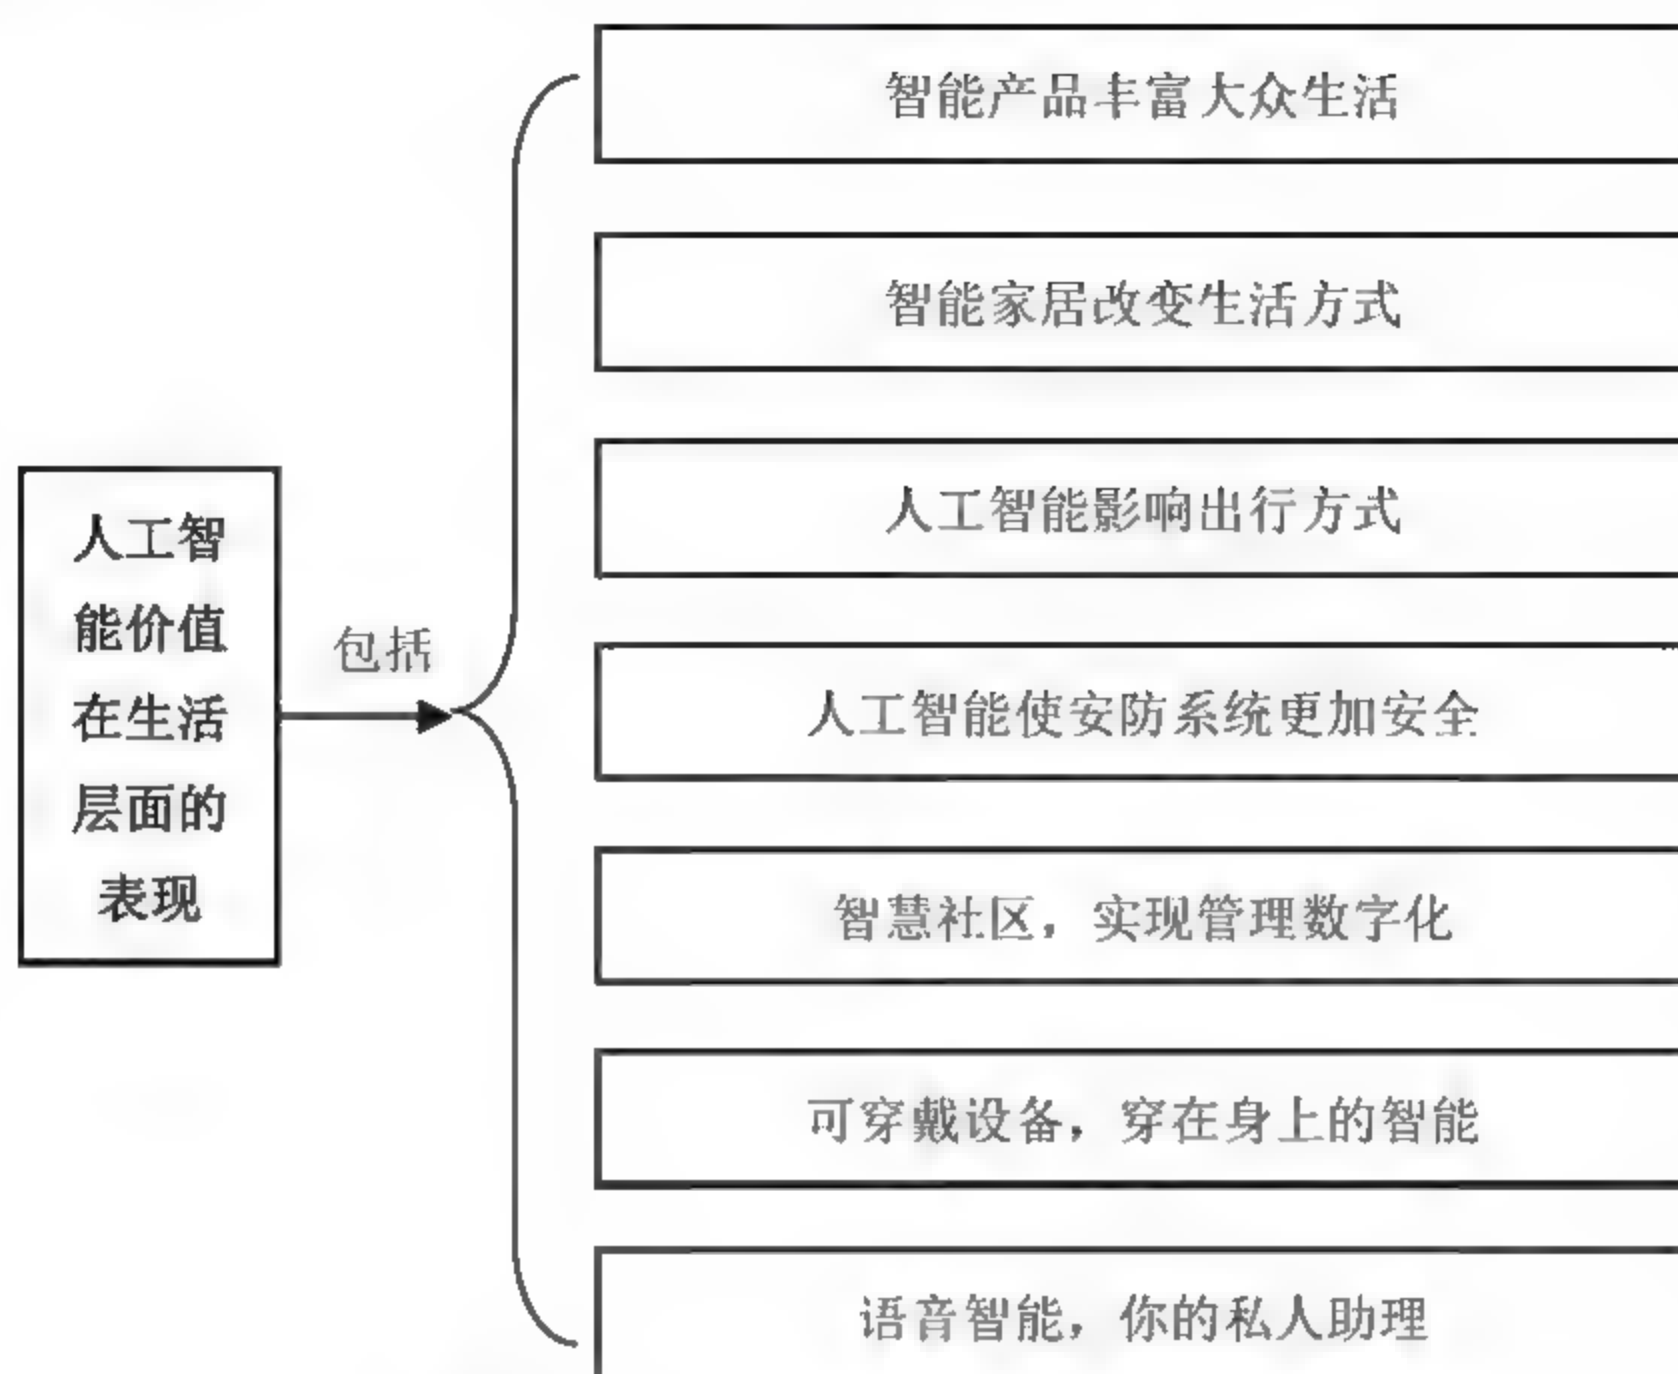 人工智
能价值
在生活
层面的
表现
包括
智能产品丰富大众生活
智能家居改变生活方式
人工智能影响出行方式
人工智能使安防系统更加安全
智慧社区，实现管理数字化
可穿戴设备，穿在身上的智能
语音智能，你的私人助理